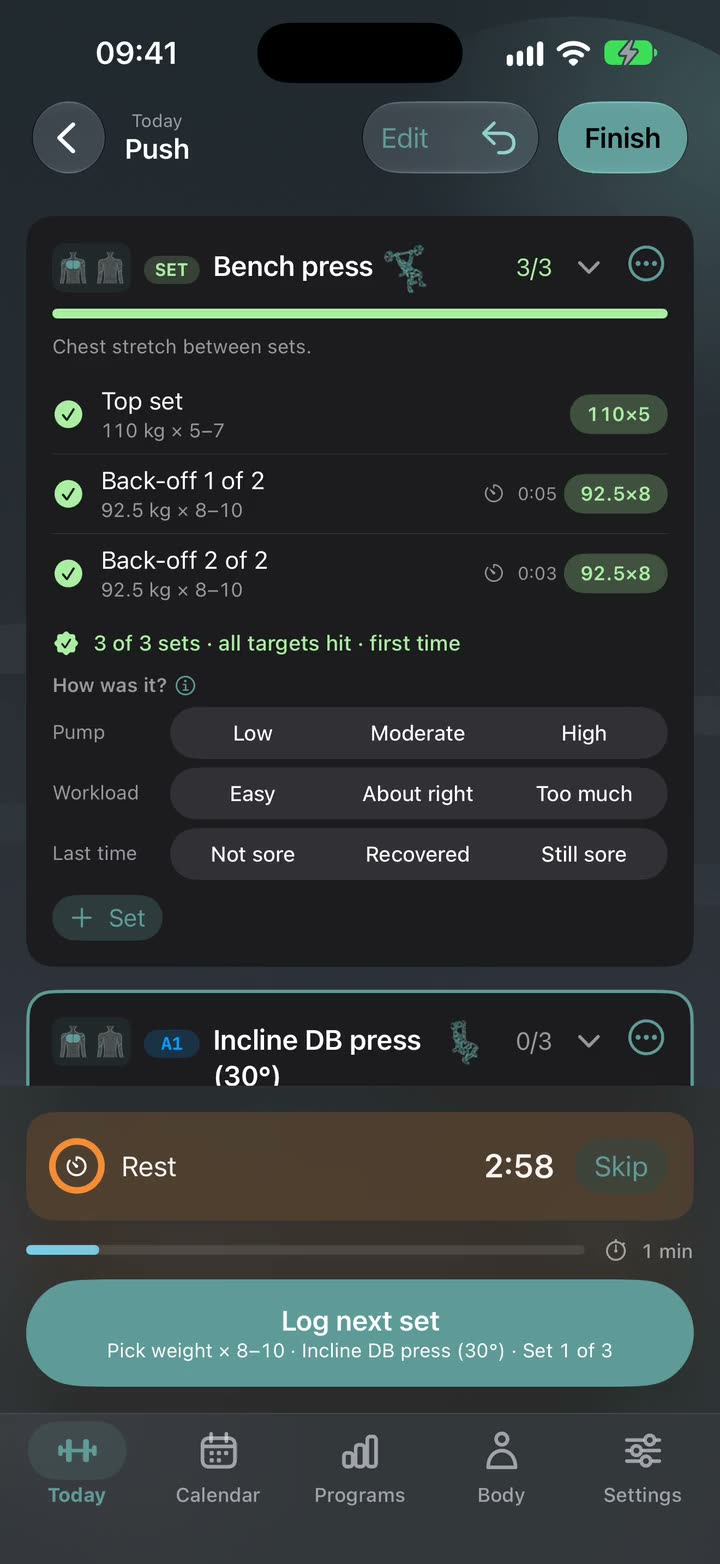 09:41
Today
Push
Edit
Finish
SET
Bench press
3/3
Chest stretch between sets.
Top set
110 kg × 5–7
110×5
Back-off 1 of 2
92.5 kg × 8–10
0:05
92.5×8
Back-off 2 of 2
92.5 kg × 8–10
0:03
92.5×8
3 of 3 sets · all targets hit · first time
How was it?
Pump
Low
Moderate
High
Workload
Easy
About right
Too much
Last time
Not sore
Recovered
Still sore
+ Set
A1
Incline DB press
(30°)
0/3
Rest
2:58
Skip
1 min
Log next set
Pick weight × 8–10 · Incline DB press (30°) · Set 1 of 3
Today
Calendar
Programs
Body
Settings